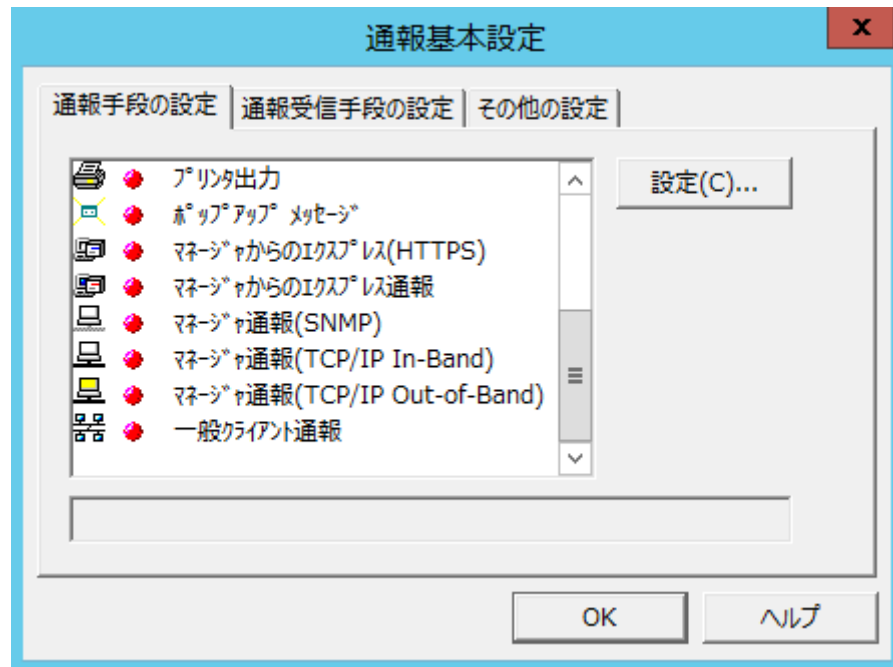 通報基本設定
x
通報手段の設定 通報受信手段の設定 その他の設定
ﾌﾟﾘﾝﾀ出力
設定(C)...
ﾎﾟｯﾌﾟｱｯﾌﾟ ﾒｯｾｰｼﾞ
ﾏﾈｰｼﾞｬからのｴｸｽﾌﾟﾚｽ(HTTPS)
ﾏﾈｰｼﾞｬからのｴｸｽﾌﾟﾚｽ通報
ﾏﾈｰｼﾞｬ通報(SNMP)
ﾏﾈｰｼﾞｬ通報(TCP/IP In-Band)
ﾏﾈｰｼﾞｬ通報(TCP/IP Out-of-Band)
一般ｸﾗｲｱﾝﾄ通報
OK ヘルプ